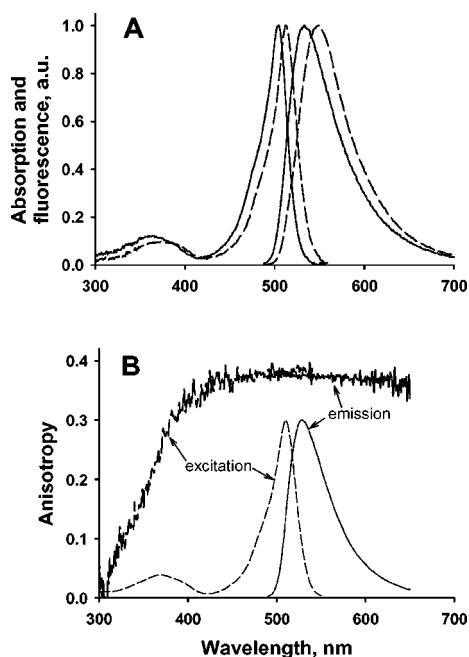 A
Absorption and
fluorescence, a.u.
1.0
0.8
0.6
0.4
0.2
0.0
300 400 500 600 700
B
Anisotropy
0.4
0.3
0.2
0.1
0.0
emission
excitation
300 400 500 600 700
Wavelength, nm